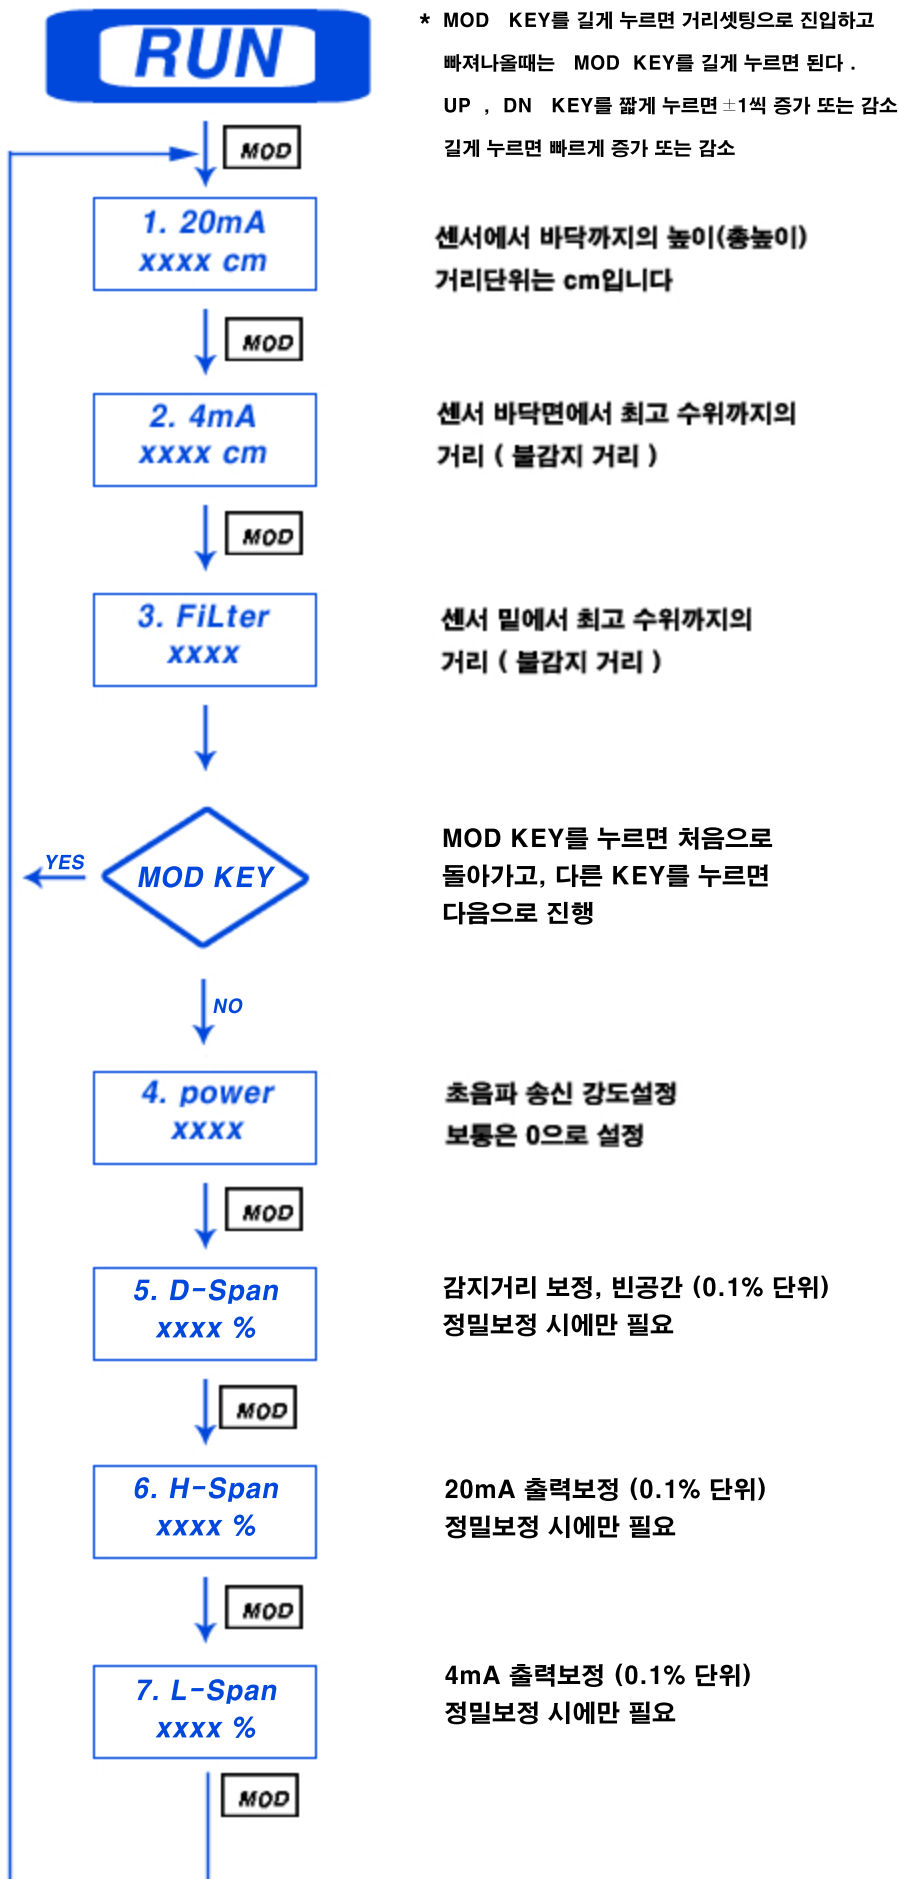 RUN
* MOD KEY를 길게 누르면 거리셋팅으로 진입하고
빠져나올때는 MOD KEY를 길게 누르면 된다 .
UP , DN KEY를 짧게 누르면 ±1씩 증가 또는 감소
길게 누르면 빠르게 증가 또는 감소
MOD
1. 20mA
xxxx cm
센서에서 바닥까지의 높이(총높이)
거리단위는 cm입니다
MOD
2. 4mA
xxxx cm
센서 바닥면에서 최고 수위까지의
거리 ( 불감지 거리 )
MOD
3. FiLter
xxxx
센서 밑에서 최고 수위까지의
거리 ( 불감지 거리 )
YES
MOD KEY
MOD KEY를 누르면 처음으로
돌아가고, 다른 KEY를 누르면
다음으로 진행
NO
4. power
xxxx
초음파 송신 강도설정
보통은 0으로 설정
MOD
5. D-Span
xxxx %
감지거리 보정, 빈공간 (0.1% 단위)
정밀보정 시에만 필요
MOD
6. H-Span
xxxx %
20mA 출력보정 (0.1% 단위)
정밀보정 시에만 필요
MOD
7. L-Span
xxxx %
4mA 출력보정 (0.1% 단위)
정밀보정 시에만 필요
MOD